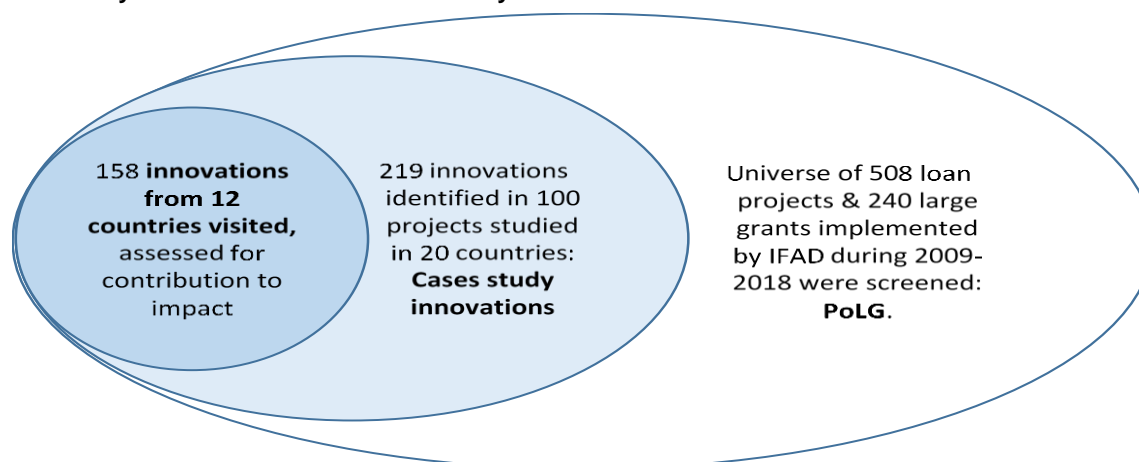 158 innovations
from 12
countries visited,
assessed for
contribution to
impact
219 innovations
identified in 100
projects studied
in 20 countries:
Cases study
innovations
Universe of 508 loan
projects & 240 large
grants implemented
by IFAD during 2009-
2018 were screened:
PoLG.